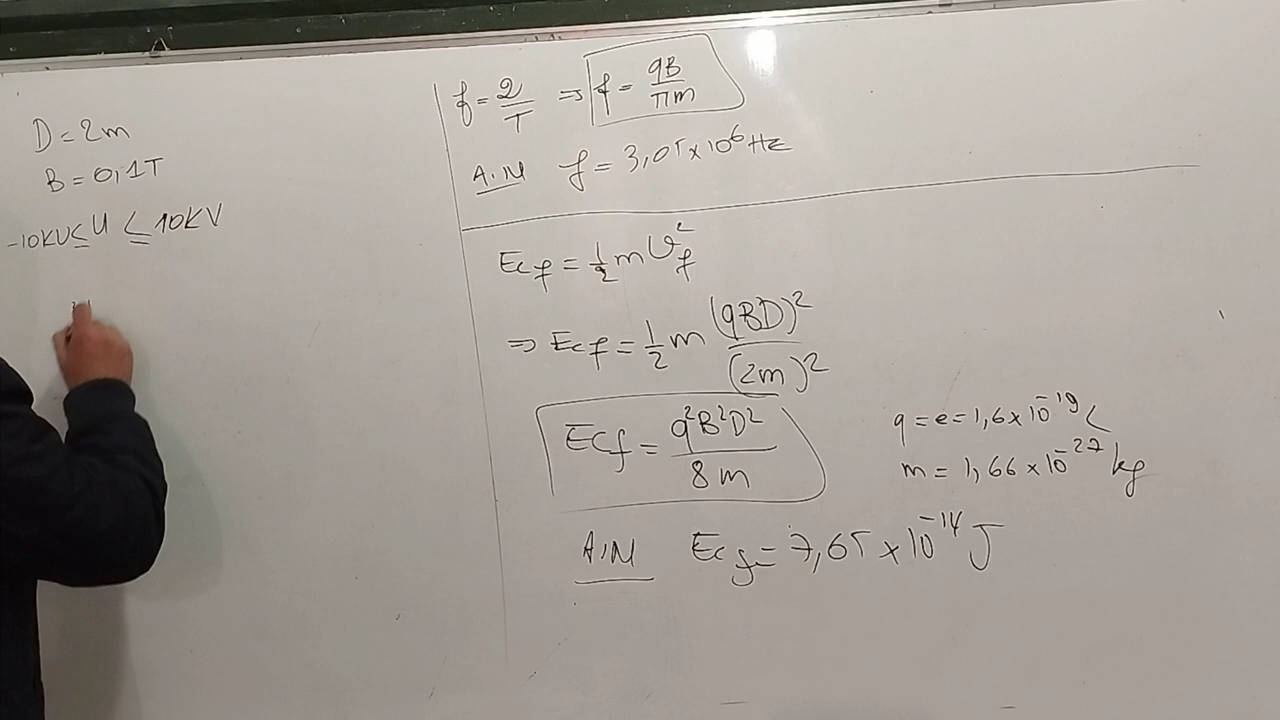 D = 2m
B = 0,1T
-10KV ≤ U ≤ 10KV
f = 2/T ⇒ f = qB/πm
A.N f = 3,05 × 10⁶ Hz
Ecf = 1/2 m υf²
⇒ Ecf = 1/2 m (qBD)²/(2m)²
Ecf = q²B²D²/8m
q = e = 1,6 × 10⁻¹⁹ C
m = 1,66 × 10⁻²⁷ kg
A.N Ecf = 7,65 × 10⁻¹⁴ J